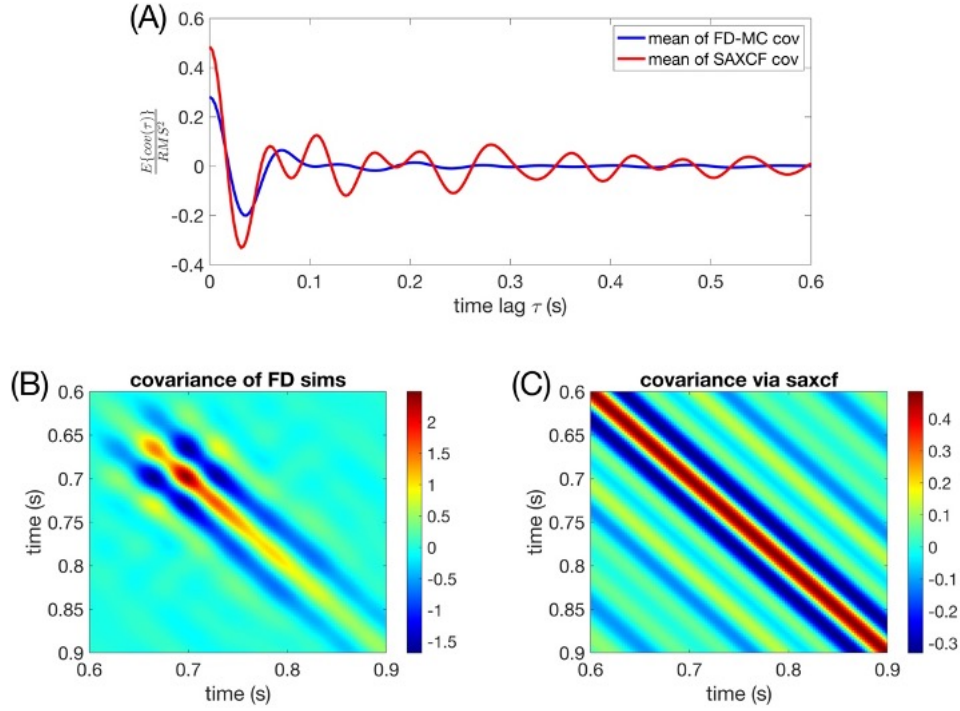 (A)
0.6
0.4
0.2
0
-0.2
-0.4
E{cov(τ)}
RMS²
mean of FD-MC cov
mean of SAXCF cov
0 0.1 0.2 0.3 0.4 0.5 0.6
time lag τ (s)
(B)
covariance of FD sims
0.6
0.65
0.7
0.75
0.8
0.85
0.9
time (s)
0.6 0.7 0.8 0.9
time (s)
2
1.5
1
0.5
0
-0.5
-1
-1.5
(C)
covariance via saxcf
0.6
0.65
0.7
0.75
0.8
0.85
0.9
time (s)
0.6 0.7 0.8 0.9
time (s)
0.4
0.3
0.2
0.1
0
-0.1
-0.2
-0.3